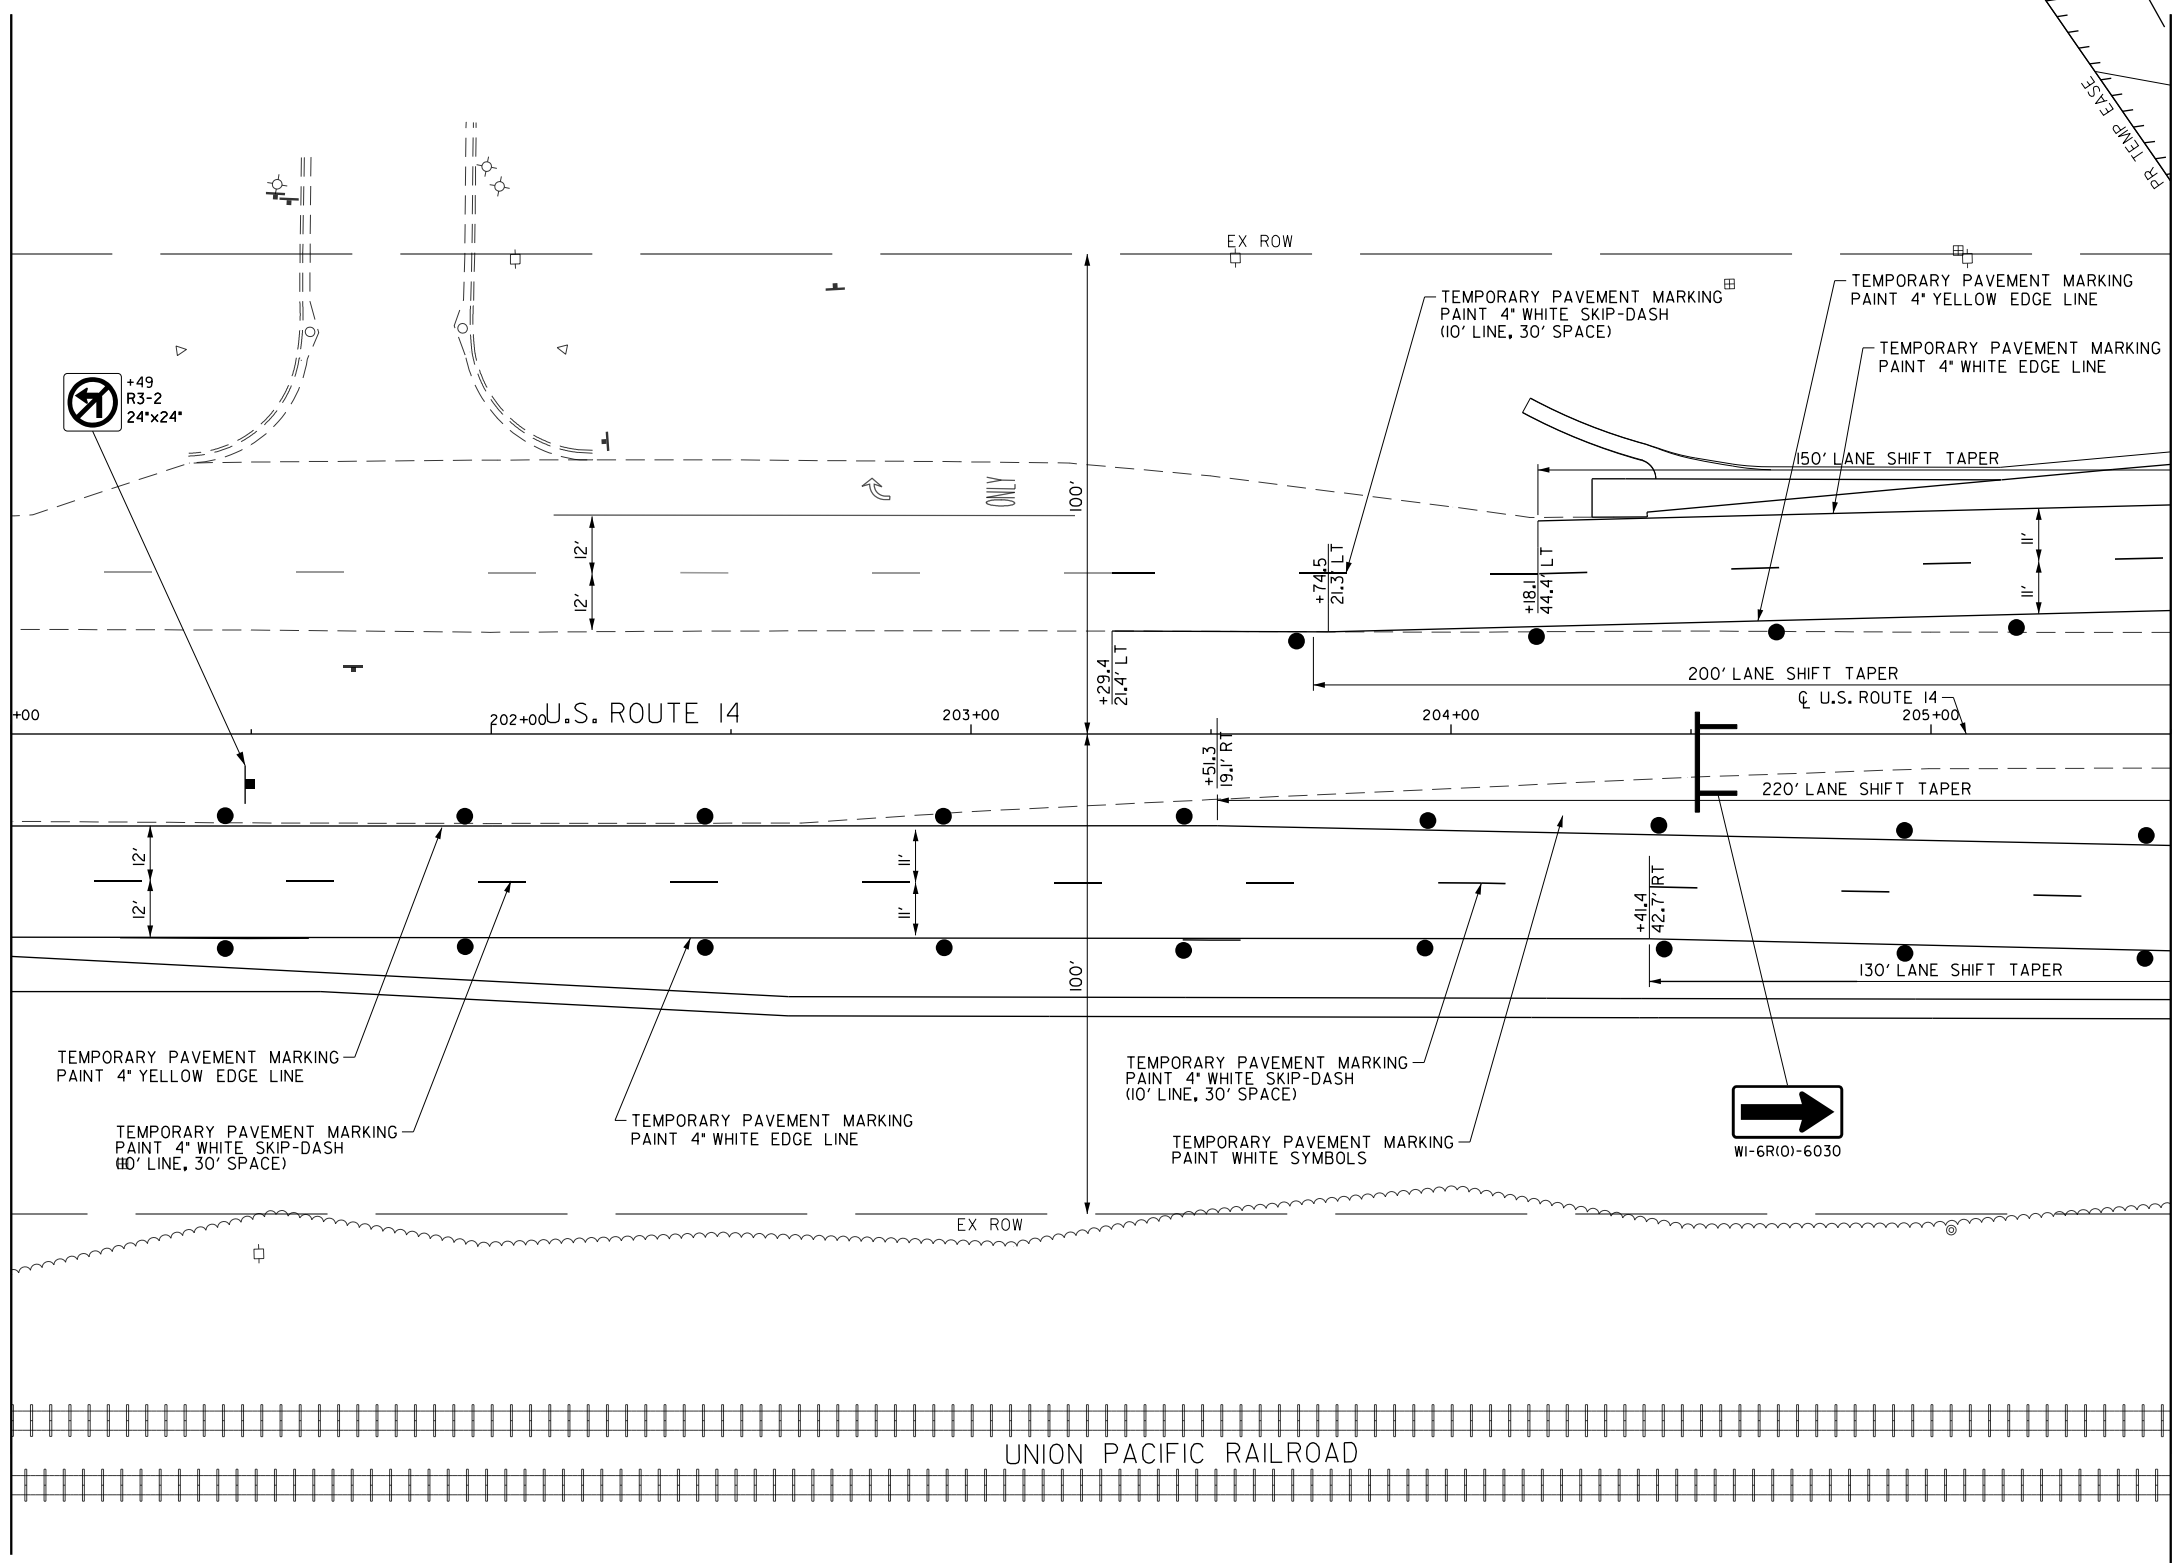 PR TEMP EASE
EX ROW
TEMPORARY PAVEMENT MARKING
PAINT 4" WHITE SKIP-DASH
(10' LINE, 30' SPACE)
TEMPORARY PAVEMENT MARKING
PAINT 4" YELLOW EDGE LINE
TEMPORARY PAVEMENT MARKING
PAINT 4" WHITE EDGE LINE
+49
R3-2
24"x24"
150' LANE SHIFT TAPER
ONLY
100'
12'
12'
+74.5
21.3' LT
+18.1
44.4' LT
11'
11'
+29.4
21.4' LT
200' LANE SHIFT TAPER
℄ U.S. ROUTE 14
+00
202+00
U.S. ROUTE 14
203+00
204+00
205+00
+51.3
19.1' RT
220' LANE SHIFT TAPER
12'
12'
11'
11'
+41.4
42.7' RT
100'
130' LANE SHIFT TAPER
TEMPORARY PAVEMENT MARKING
PAINT 4" YELLOW EDGE LINE
TEMPORARY PAVEMENT MARKING
PAINT 4" WHITE SKIP-DASH
(10' LINE, 30' SPACE)
TEMPORARY PAVEMENT MARKING
PAINT 4" WHITE EDGE LINE
TEMPORARY PAVEMENT MARKING
PAINT 4" WHITE SKIP-DASH
(10' LINE, 30' SPACE)
TEMPORARY PAVEMENT MARKING
PAINT WHITE SYMBOLS
W1-6R(O)-6030
EX ROW
UNION PACIFIC RAILROAD